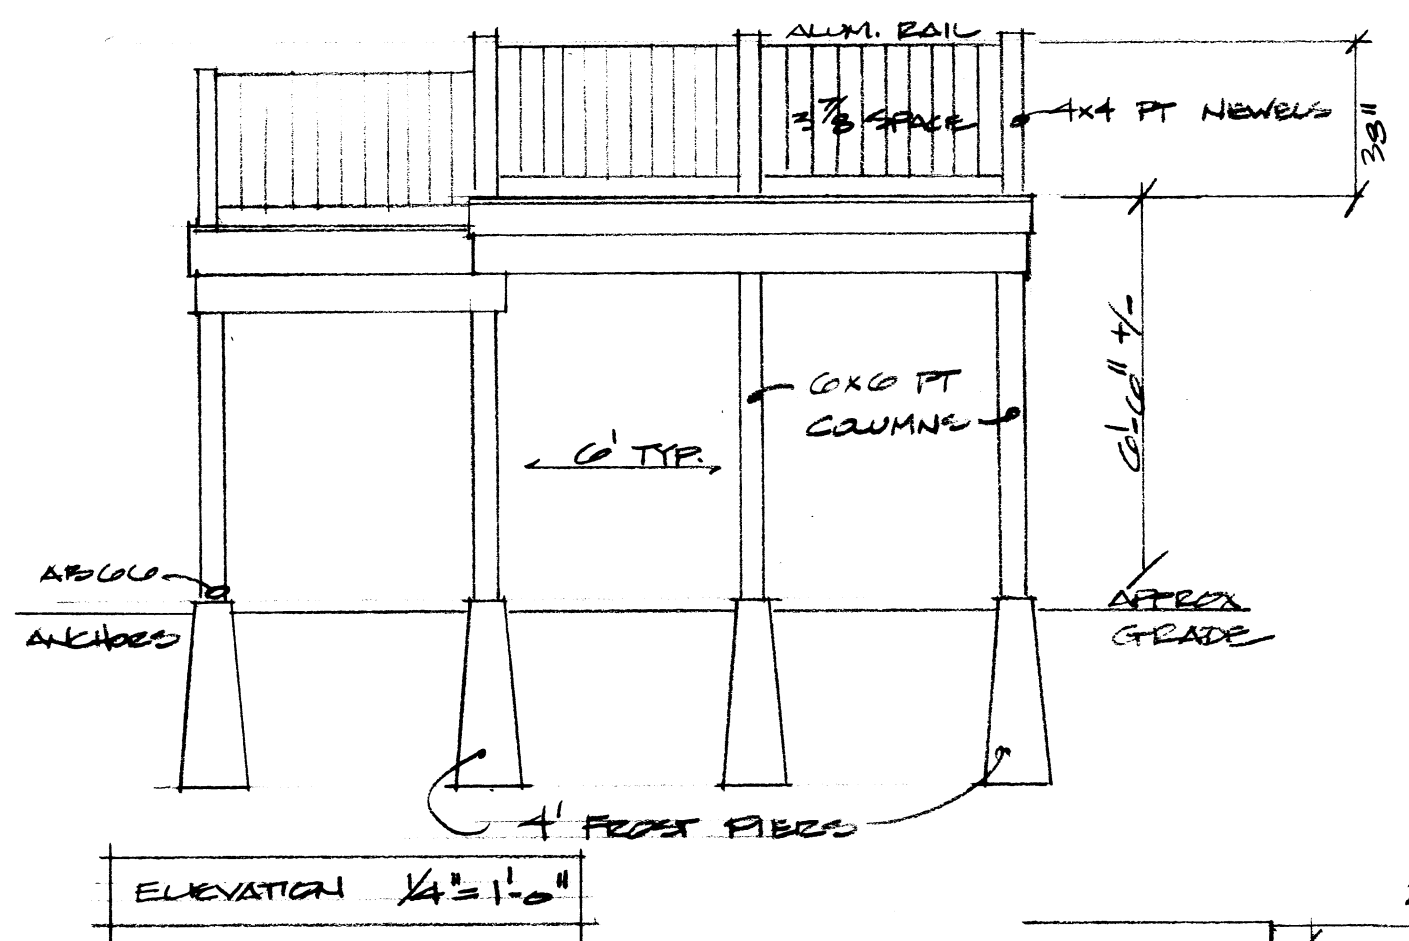 ALUM. RAIL
3 7/8 SPACE
4x4 PT NEWELS
38"
6x6 PT
COLUMNS
6'-6" +/-
6' TYP.
AB66
ANCHORS
APPROX
GRADE
4' FROST PIERS
ELEVATION 1/4" = 1'-0"